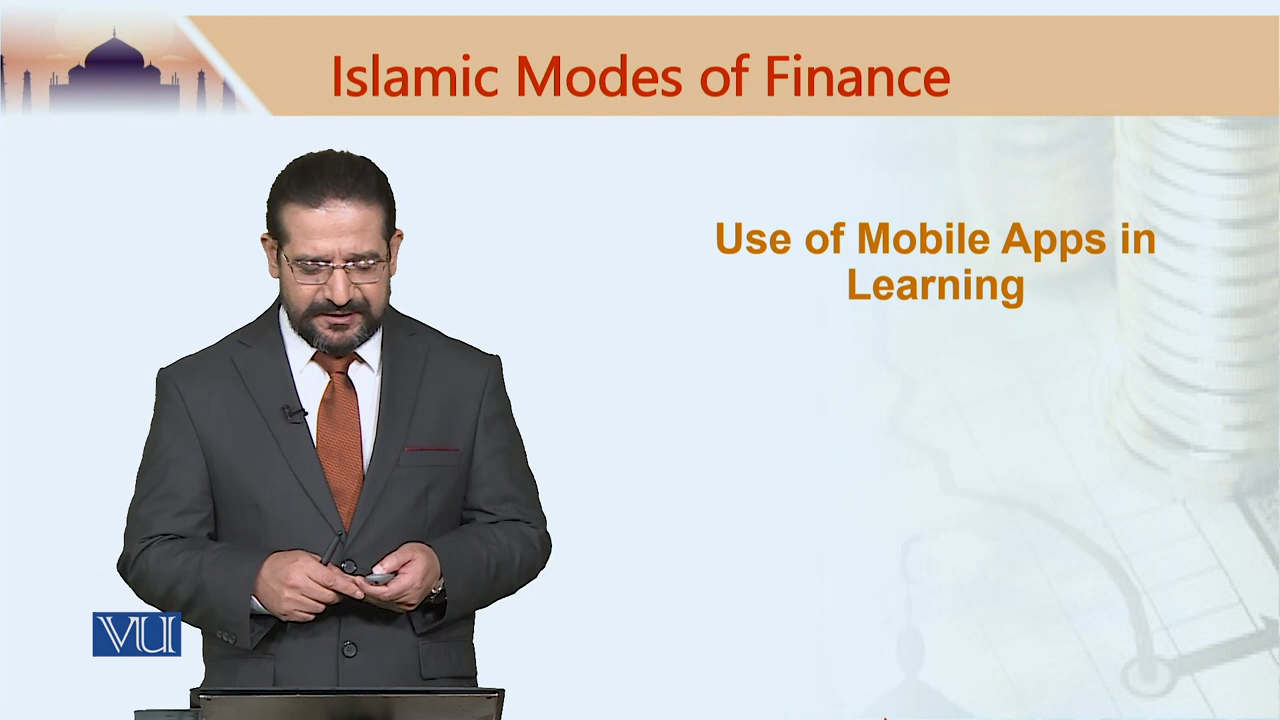 Islamic Modes of Finance
Use of Mobile Apps in
Learning
VU